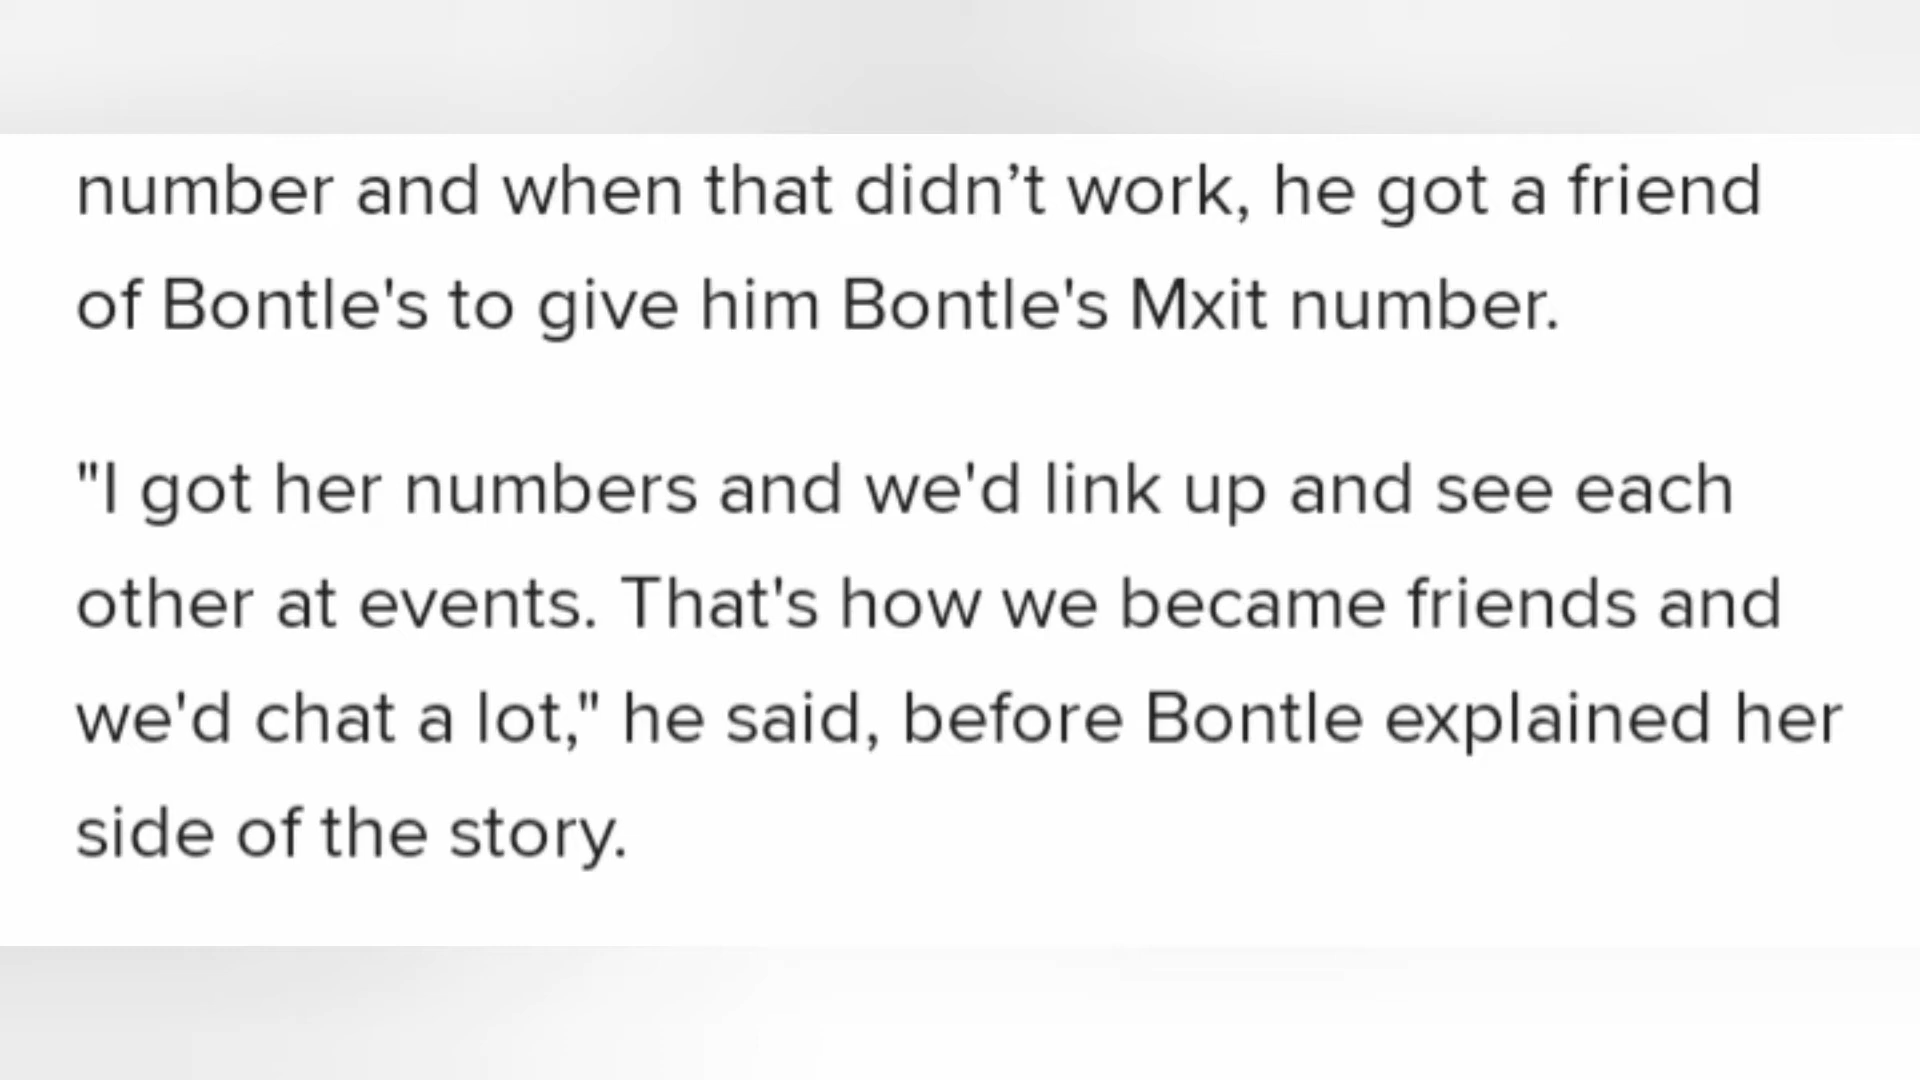 number and when that didn’t work, he got a friend
of Bontle's to give him Bontle's Mxit number.
"I got her numbers and we'd link up and see each
other at events. That's how we became friends and
we'd chat a lot," he said, before Bontle explained her
side of the story.